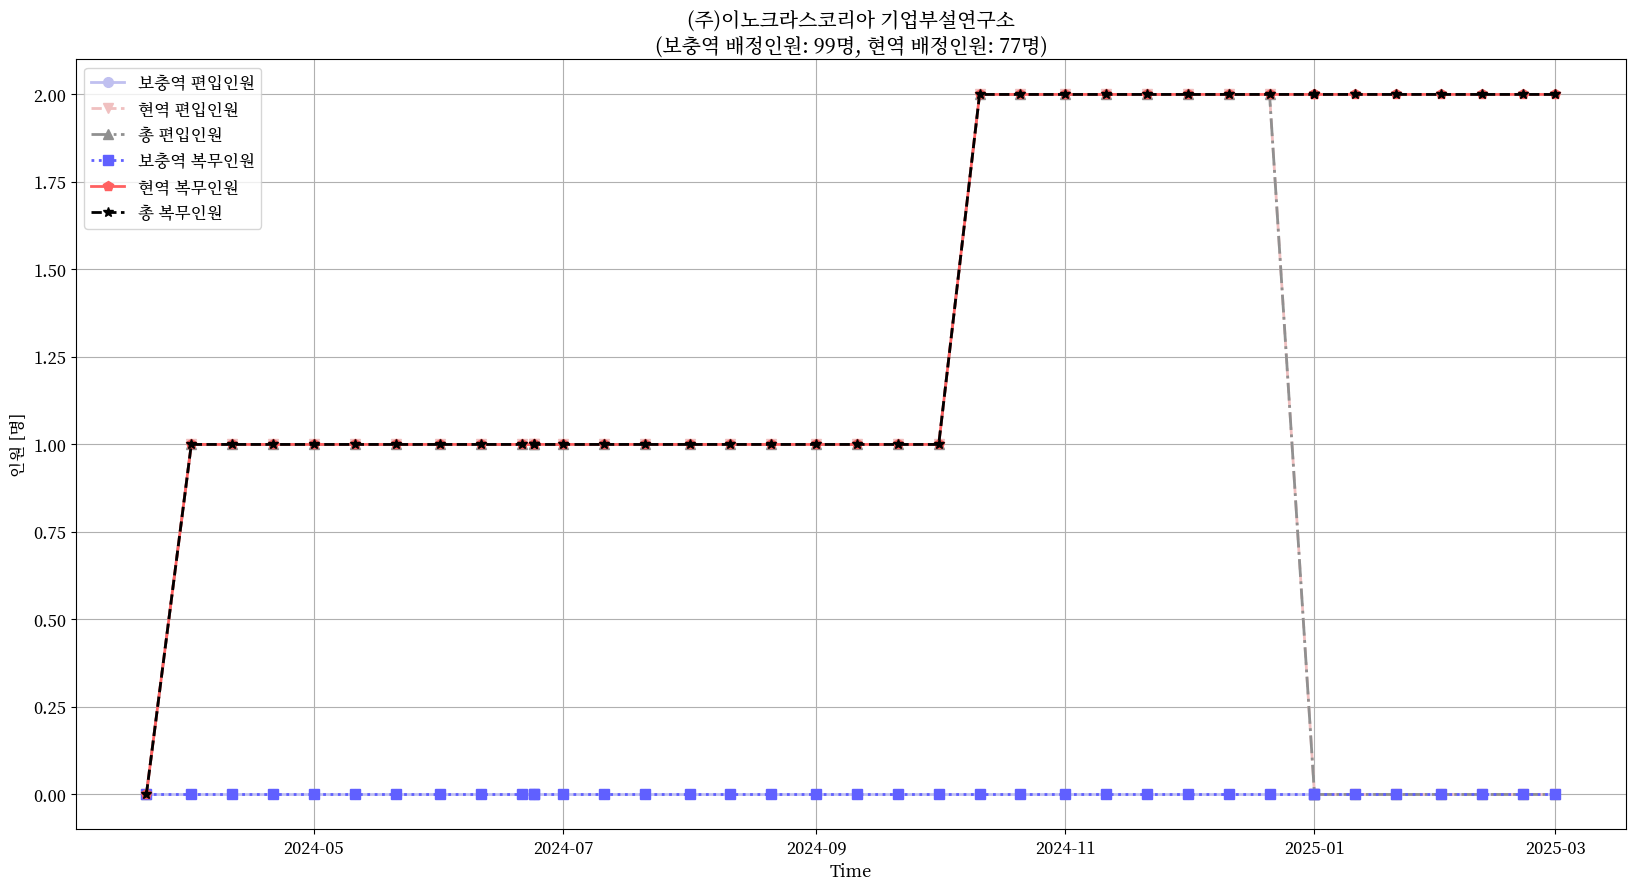 (주)이노크라스코리아 기업부설연구소
(보충역 배정인원: 99명, 현역 배정인원: 77명)
보충역 편입인원
현역 편입인원
총 편입인원
보충역 복무인원
현역 복무인원
총 복무인원
인원 [명]
2.00
1.75
1.50
1.25
1.00
0.75
0.50
0.25
0.00
2024-05
2024-07
2024-09
2024-11
2025-01
2025-03
Time